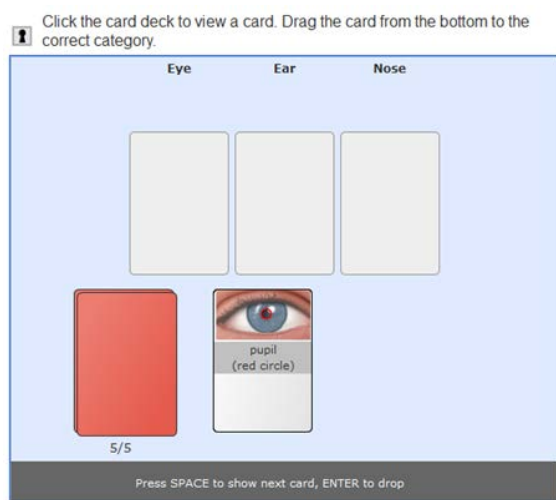 Click the card deck to view a card. Drag the card from the bottom to the
correct category.
Eye Ear Nose
pupil
(red circle)
5/5
Press SPACE to show next card, ENTER to drop